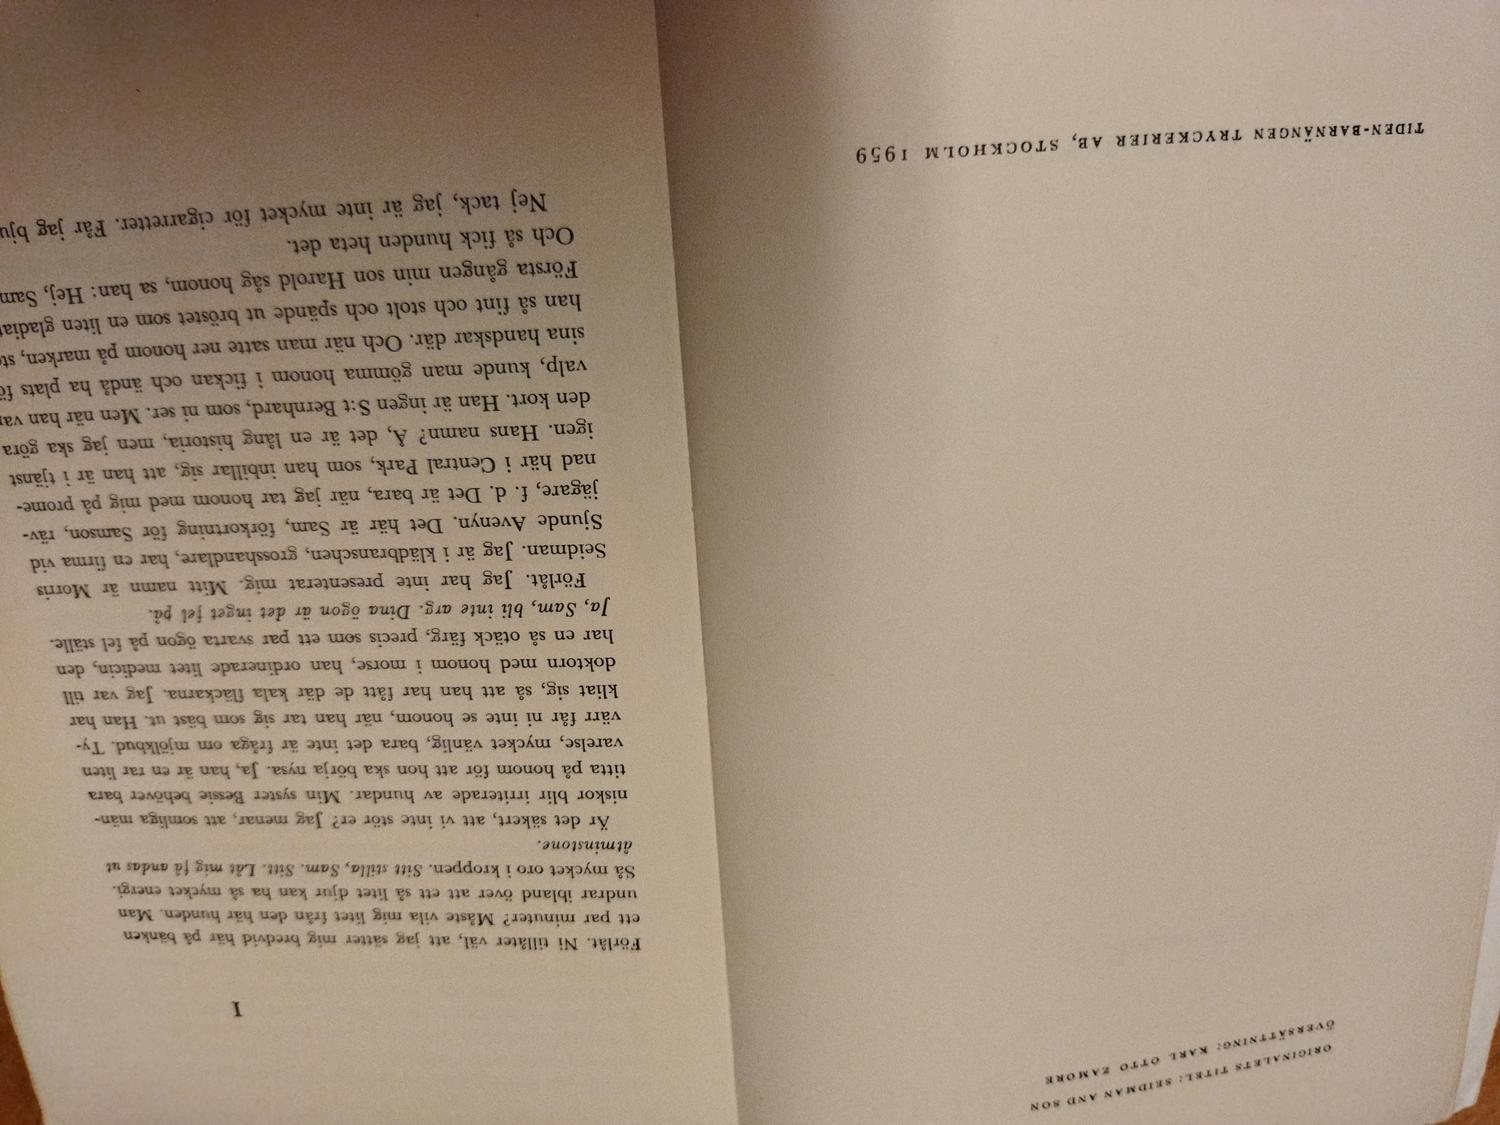 ORIGINALETS TITEL: SEIDMAN AND SON
ÖVERSÄTTNING: KARL OTTO ZAMORE
TIDEN-BARNÄNGEN TRYCKERIER AB, STOCKHOLM 1959
I
Förlåt. Ni tillåter väl, att jag sätter mig bredvid här på bänken
ett par minuter? Måste vila mig litet från den här hunden. Man
undrar ibland över att ett så litet djur kan ha så mycket energi.
Så mycket oro i kroppen. Sitt stilla, Sam. Sitt. Låt mig få andas ut
åtminstone.
Är det säkert, att vi inte stör er? Jag menar, att somliga män-
niskor blir irriterade av hundar. Min syster Bessie behöver bara
titta på honom för att hon ska börja nysa. Ja, han är en rar liten
varelse, mycket vänlig, bara det inte är fråga om mjölkbud. Ty-
värr får ni inte se honom, när han tar sig som bäst ut. Han har
kliat sig, så att han har fått de där kala fläckarna. Jag var till
doktorn med honom i morse, han ordinerade litet medicin, den
har en så otäck färg, precis som ett par svarta ögon på fel ställe.
Ja, Sam, bli inte arg. Dina ögon är det inget fel på.
Förlåt. Jag har inte presenterat mig. Mitt namn är Morris
Seidman. Jag är i klädbranschen, grosshandlare, har en firma vid
Sjunde Avenyn. Det här är Sam, förkortning för Samson, räv-
jägare, f. d. Det är bara, när jag tar honom med mig på prome-
nad här i Central Park, som han inbillar sig, att han är i tjänst
igen. Hans namn? Å, det är en lång historia, men jag ska göra
den kort. Han är ingen S:t Bernhard, som ni ser. Men när han var
valp, kunde man gömma honom i fickan och ändå ha plats fö
sina handskar där. Och när man satte ner honom på marken, st
han så fint och stolt och spände ut bröstet som en liten gladiat
Första gången min son Harold såg honom, sa han: Hej, Sam
Och så fick hunden heta det.
Nej tack, jag är inte mycket för cigarretter. Får jag bju